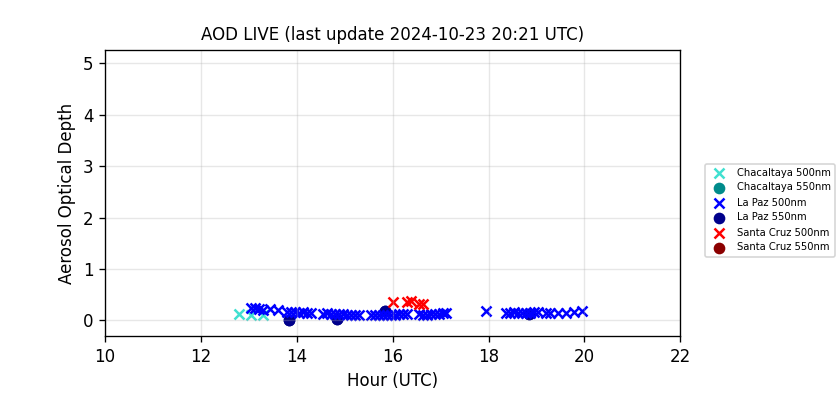 AOD LIVE (last update 2024-10-23 20:21 UTC)
5
4
3
2
1
0
Aerosol Optical Depth
10 12 14 16 18 20 22
Hour (UTC)
Chacaltaya 500nm
Chacaltaya 550nm
La Paz 500nm
La Paz 550nm
Santa Cruz 500nm
Santa Cruz 550nm